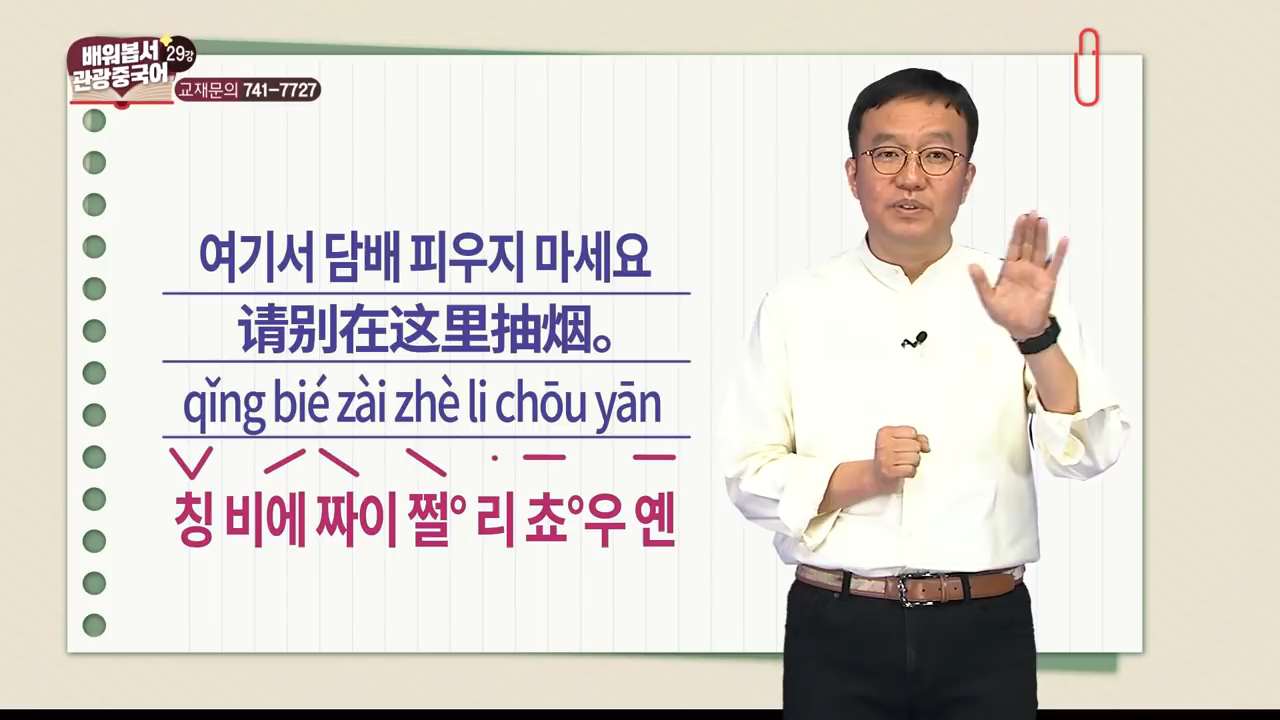 배워봅서 29강
관광중국어
교재문의 741-7727
여기서 담배 피우지 마세요
请别在这里抽烟。
qǐng bié zài zhè li chōu yān
칭 비에 짜이 쩔° 리 쵸°우 옌